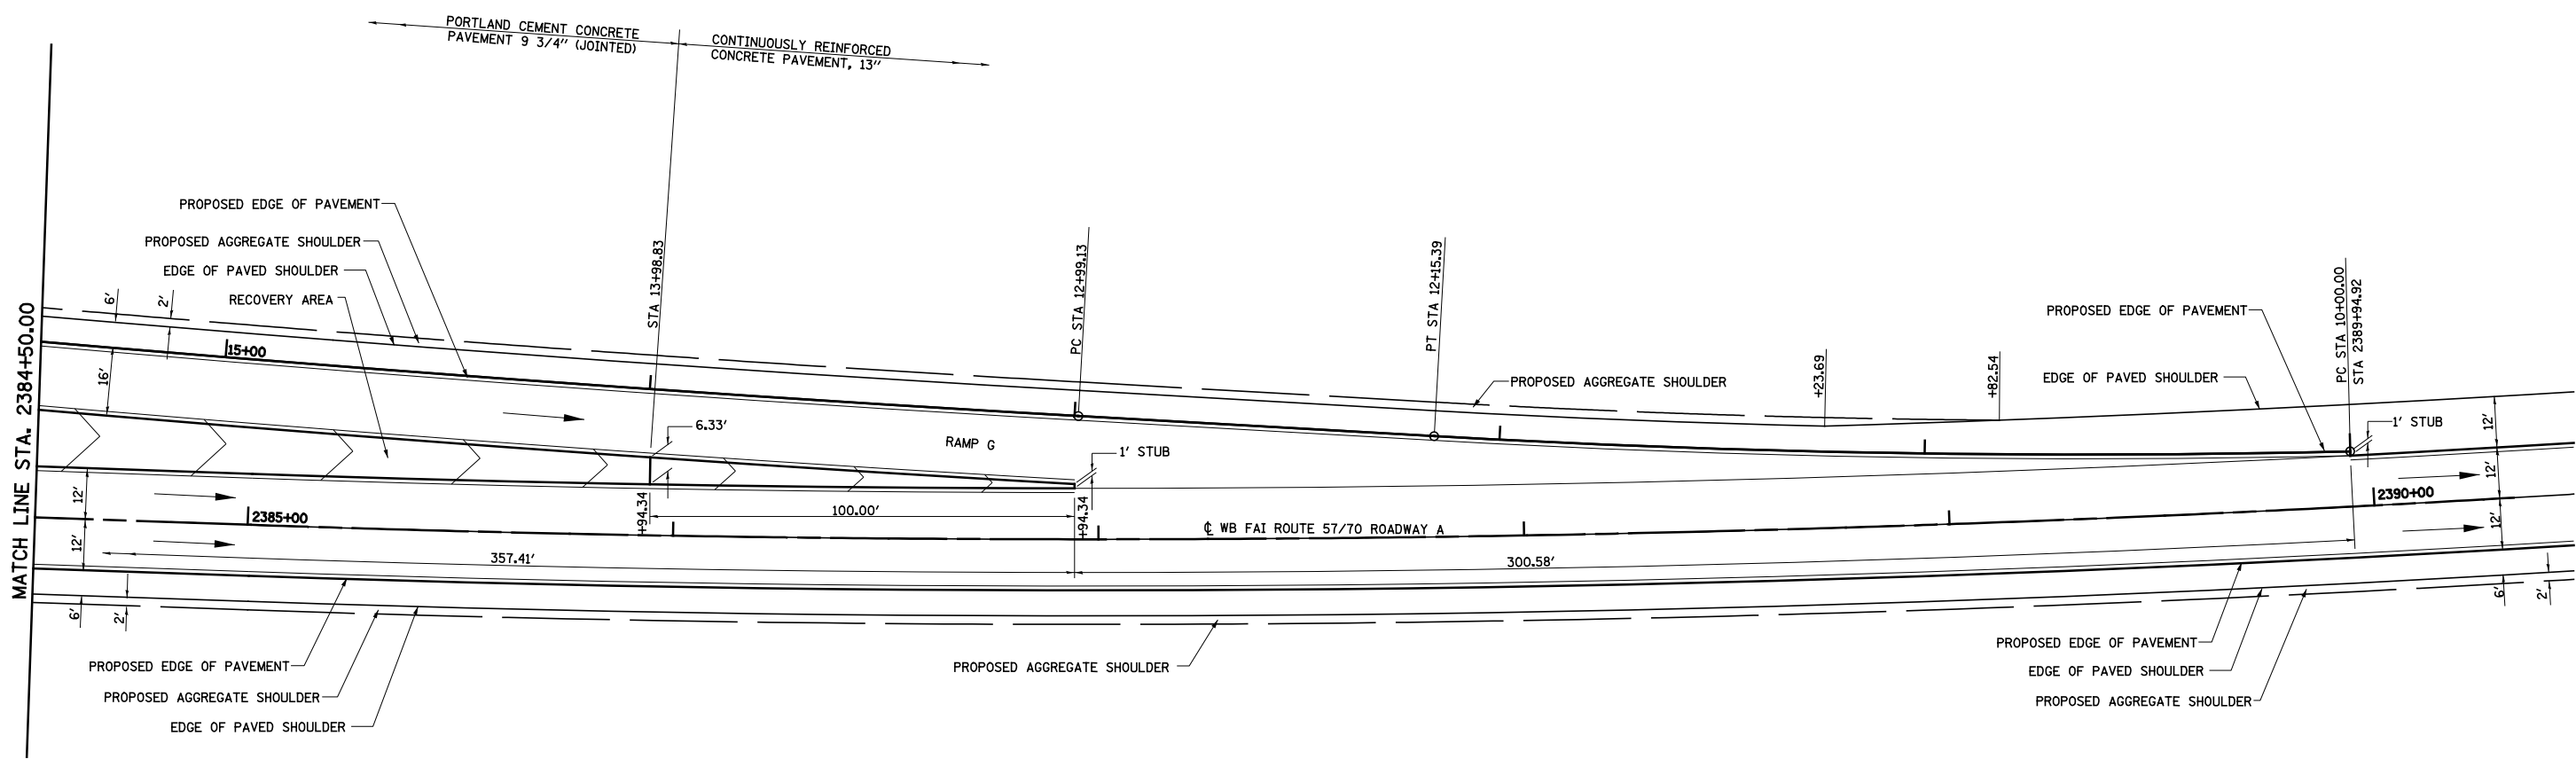 PORTLAND CEMENT CONCRETE
PAVEMENT 9 3/4" (JOINTED)
CONTINUOUSLY REINFORCED
CONCRETE PAVEMENT, 13"
MATCH LINE STA. 2384+50.00
PROPOSED EDGE OF PAVEMENT
PROPOSED AGGREGATE SHOULDER
EDGE OF PAVED SHOULDER
RECOVERY AREA
6'
2'
16'
15+00
STA 13+98.83
6.33'
PC STA 12+99.13
RAMP G
1' STUB
PT STA 12+15.39
PROPOSED AGGREGATE SHOULDER
+23.69
+82.54
PROPOSED EDGE OF PAVEMENT
EDGE OF PAVED SHOULDER
PC STA 10+00.00
STA 2389+94.92
1' STUB
12'
12'
12'
2390+00
12'
12'
2385+00
+94.34
100.00'
+94.34
℄ WB FAI ROUTE 57/70 ROADWAY A
357.41'
300.58'
6'
2'
6'
2'
PROPOSED EDGE OF PAVEMENT
PROPOSED AGGREGATE SHOULDER
EDGE OF PAVED SHOULDER
PROPOSED AGGREGATE SHOULDER
PROPOSED EDGE OF PAVEMENT
EDGE OF PAVED SHOULDER
PROPOSED AGGREGATE SHOULDER